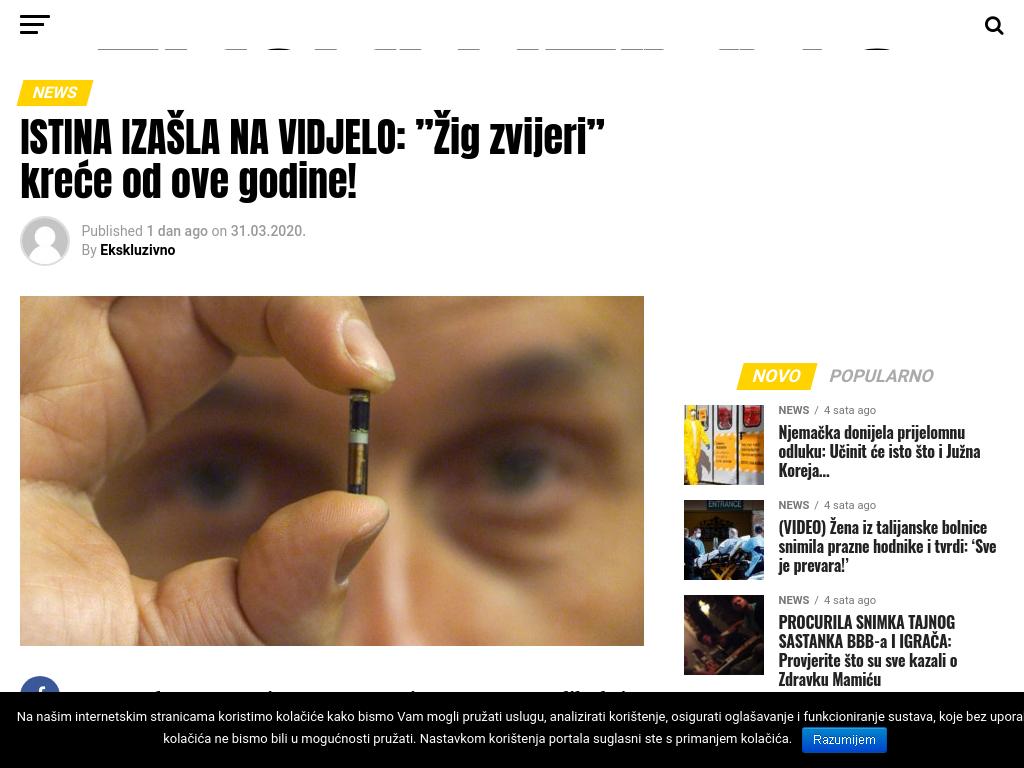 NEWS
ISTINA IZAŠLA NA VIDJELO: ”Žig zvijeri”
kreće od ove godine!
Published 1 dan ago on 31.03.2020.
By Ekskluzivno
NOVO POPULARNO
NEWS / 4 sata ago
Njemačka donijela prijelomnu
odluku: Učinit će isto što i Južna
Koreja...
NEWS / 4 sata ago
ENTRANCE
(VIDEO) Žena iz talijanske bolnice
snimila prazne hodnike i tvrdi: ‘Sve
je prevara!’
NEWS / 4 sata ago
PROCURILA SNIMKA TAJNOG
SASTANKA BBB-a I IGRAČA:
Provjerite što su sve kazali o
Zdravku Mamiću
Na našim internetskim stranicama koristimo kolačiće kako bismo Vam mogli pružati uslugu, analizirati korištenje, osigurati oglašavanje i funkcioniranje sustava, koje bez upora
kolačića ne bismo bili u mogućnosti pružati. Nastavkom korištenja portala suglasni ste s primanjem kolačića. Razumijem